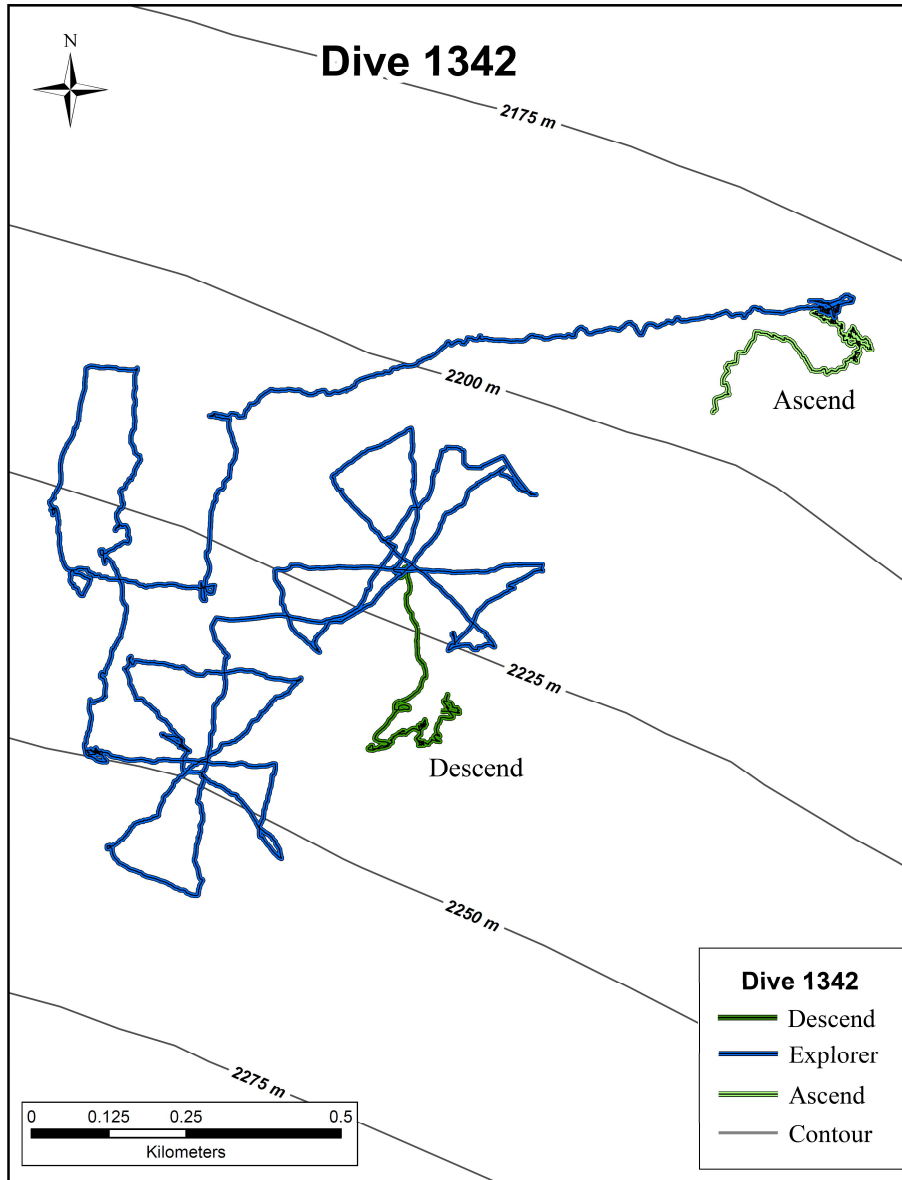 N
Dive 1342
2175 m
2200 m
Ascend
2225 m
Descend
2250 m
2275 m
Dive 1342
Descend
Explorer
Ascend
Contour
0 0.125 0.25 0.5
Kilometers